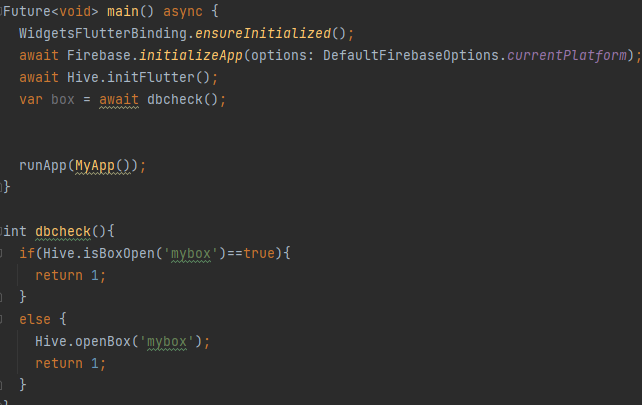 Future<void> main() async {
  WidgetsFlutterBinding.ensureInitialized();
  await Firebase.initializeApp(options: DefaultFirebaseOptions.currentPlatform);
  await Hive.initFlutter();
  var box = await dbcheck();
  runApp(MyApp());
}
int dbcheck(){
  if(Hive.isBoxOpen('mybox')==true){
    return 1;
  }
  else {
    Hive.openBox('mybox');
    return 1;
  }
}